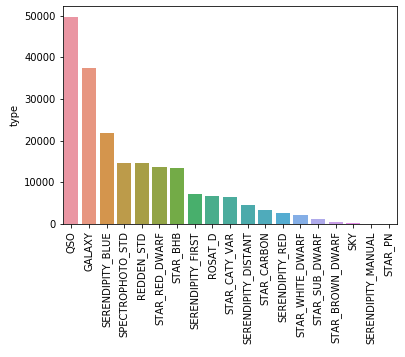 50000
40000
30000
20000
10000
0
type
QSO
GALAXY
SERENDIPITY_BLUE
SPECTROPHOTO_STD
REDDEN_STD
STAR_RED_DWARF
STAR_BHB
SERENDIPITY_FIRST
ROSAT_D
STAR_CATY_VAR
SERENDIPITY_DISTANT
STAR_CARBON
SERENDIPITY_RED
STAR_WHITE_DWARF
STAR_SUB_DWARF
STAR_BROWN_DWARF
SKY
SERENDIPITY_MANUAL
STAR_PN